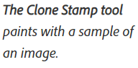 The Clone Stamp tool
paints with a sample of
an image.